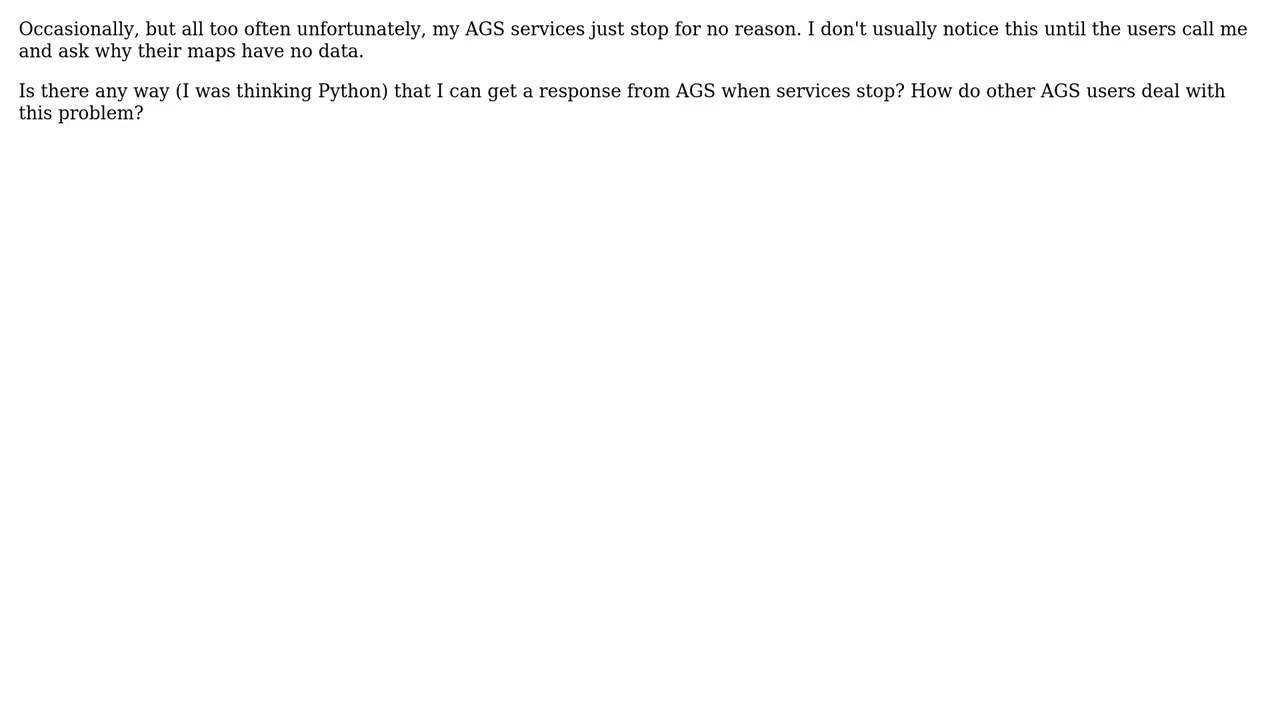 Occasionally, but all too often unfortunately, my AGS services just stop for no reason. I don't usually notice this until the users call me
and ask why their maps have no data.
Is there any way (I was thinking Python) that I can get a response from AGS when services stop? How do other AGS users deal with
this problem?